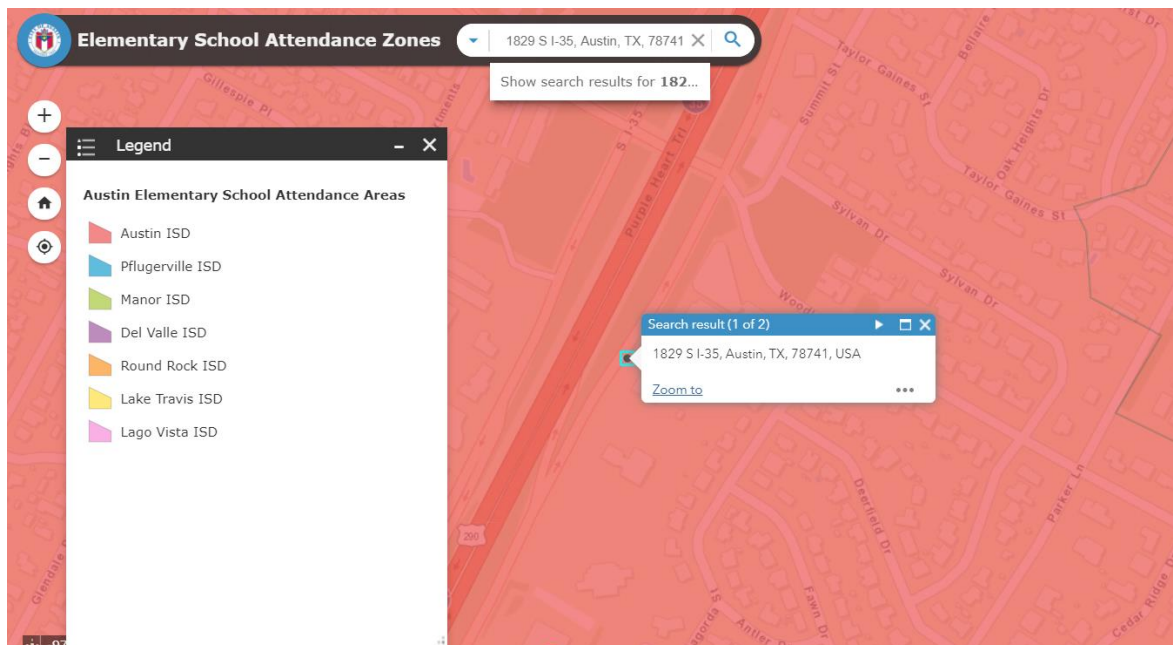 Elementary School Attendance Zones
1829 S I-35, Austin, TX, 78741
Show search results for 182...
Legend
Austin Elementary School Attendance Areas
Austin ISD
Pflugerville ISD
Manor ISD
Del Valle ISD
Round Rock ISD
Lake Travis ISD
Lago Vista ISD
Search result (1 of 2)
1829 S I-35, Austin, TX, 78741, USA
Zoom to
Gillespie Pl
S I-35
Purple Heart Trl
Taylor Gaines St
Summit St
Oak Heights Dr
Taylor Gaines St
Sylvan Dr
Sylvan Dr
Parker Ln
Deerfield Dr
Fawn Dr
Antler
Cedar Ridge
Glendale
290